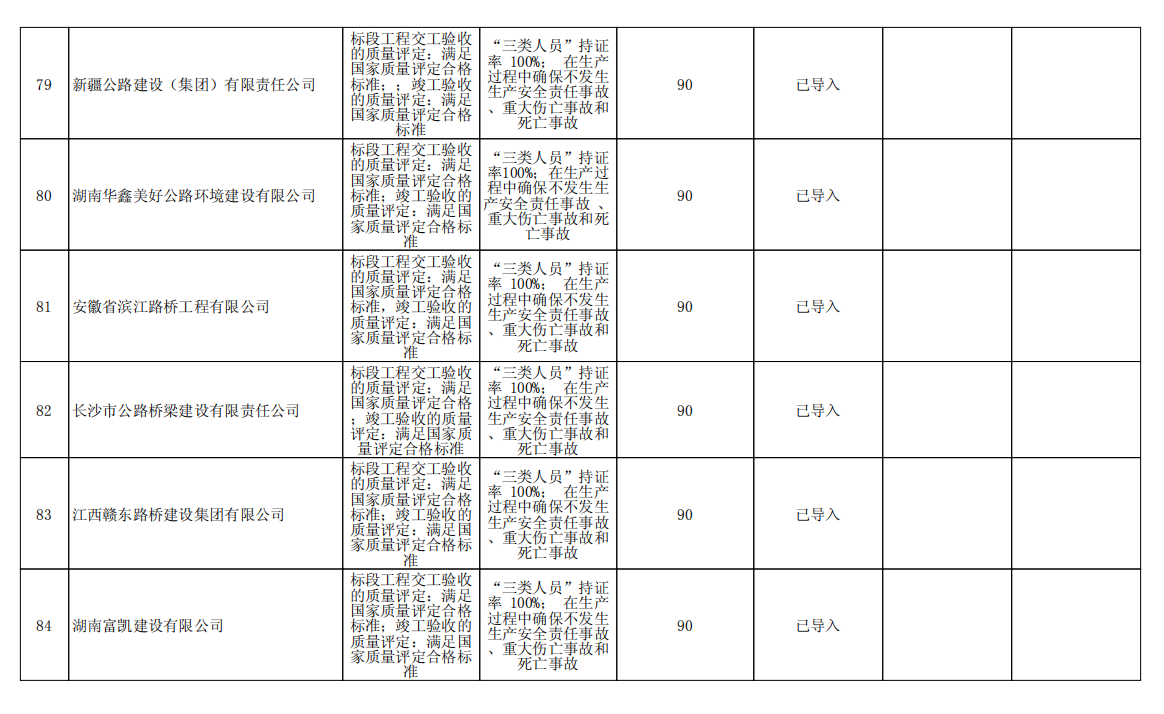 79
新疆公路建设（集团）有限责任公司
标段工程交工验收
的质量评定：满足
国家质量评定合格
标准；；竣工验收
的质量评定：满足
国家质量评定合格
标准
“三类人员”持证
率 100%； 在生产
过程中确保不发生
生产安全责任事故
、重大伤亡事故和
死亡事故
90
已导入
80
湖南华鑫美好公路环境建设有限公司
标段工程交工验收
的质量评定：满足
国家质量评定合格
标准；竣工验收的
质量评定：满足国
家质量评定合格标
准
“三类人员”持证
率100%；在生产过
程中确保不发生生
产安全责任事故 、
重大伤亡事故和死
亡事故
90
已导入
81
安徽省滨江路桥工程有限公司
标段工程交工验收
的质量评定：满足
国家质量评定合格
标准，竣工验收的
质量评定：满足国
家质量评定合格标
准
“三类人员”持证
率 100%； 在生产
过程中确保不发生
生产安全责任事故
、重大伤亡事故和
死亡事故
90
已导入
82
长沙市公路桥梁建设有限责任公司
标段工程交工验收
的质量评定：满足
国家质量评定合格
；竣工验收的质量
评定：满足国家质
量评定合格标准
“三类人员”持证
率 100%； 在生产
过程中确保不发生
生产安全责任事故
、重大伤亡事故和
死亡事故
90
已导入
83
江西赣东路桥建设集团有限公司
标段工程交工验收
的质量评定：满足
国家质量评定合格
标准；竣工验收的
质量评定：满足国
家质量评定合格标
准
“三类人员”持证
率 100%； 在生产
过程中确保不发生
生产安全责任事故
、重大伤亡事故和
死亡事故
90
已导入
84
湖南富凯建设有限公司
标段工程交工验收
的质量评定：满足
国家质量评定合格
标准；竣工验收的
质量评定：满足国
家质量评定合格标
准
“三类人员”持证
率 100%； 在生产
过程中确保不发生
生产安全责任事故
、重大伤亡事故和
死亡事故
90
已导入